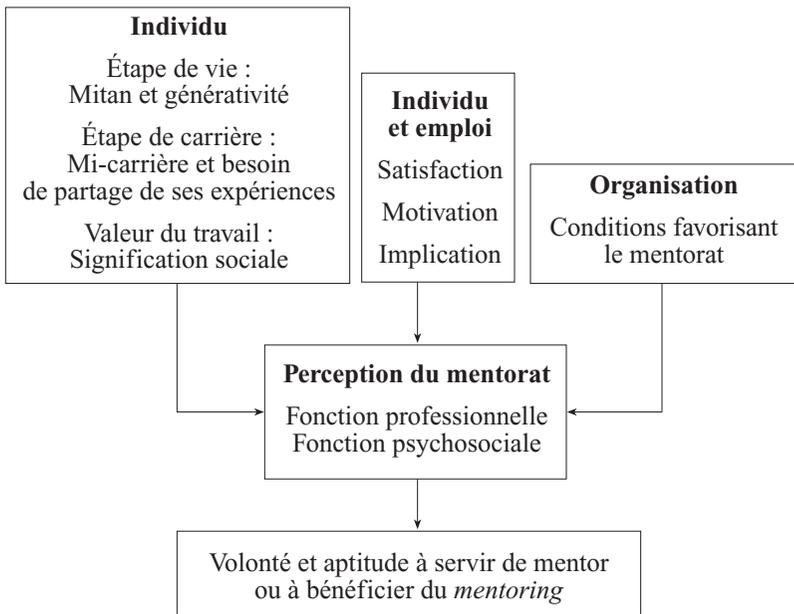 Individu
Étape de vie :
Mitan et générativité
Étape de carrière :
Mi-carrière et besoin
de partage de ses expériences
Valeur du travail :
Signification sociale
Individu
et emploi
Satisfaction
Motivation
Implication
Organisation
Conditions favorisant
le mentorat
Perception du mentorat
Fonction professionnelle
Fonction psychosociale
Volonté et aptitude à servir de mentor
ou à bénéficier du mentoring